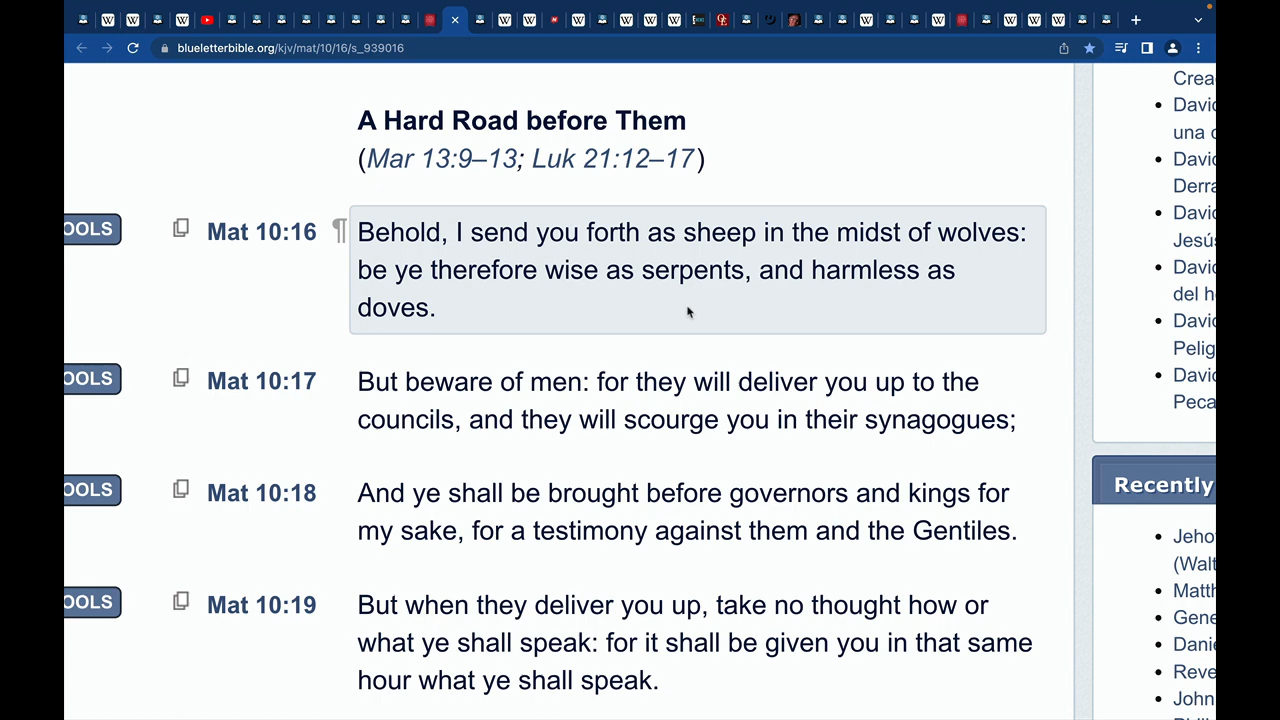 blueletterbible.org/kjv/mat/10/16/s_939016
A Hard Road before Them
(Mar 13:9–13; Luk 21:12–17)
OOLS
Mat 10:16
¶
Behold, I send you forth as sheep in the midst of wolves:
be ye therefore wise as serpents, and harmless as
doves.
OOLS
Mat 10:17
But beware of men: for they will deliver you up to the
councils, and they will scourge you in their synagogues;
OOLS
Mat 10:18
And ye shall be brought before governors and kings for
my sake, for a testimony against them and the Gentiles.
OOLS
Mat 10:19
But when they deliver you up, take no thought how or
what ye shall speak: for it shall be given you in that same
hour what ye shall speak.
Crea
David
una c
David
Derra
David
Jesús
David
del h
David
Pelig
David
Peca
Recently
Jeho
(Walt
Matth
Gene
Danie
Reve
John